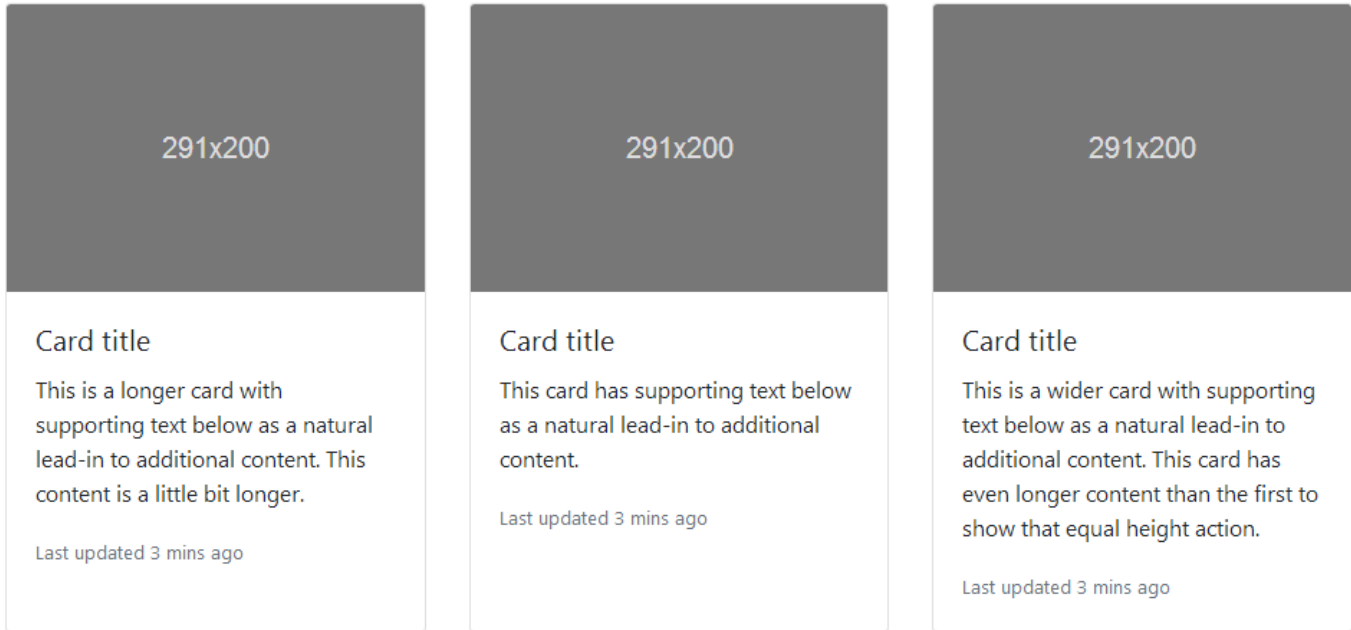 291x200
Card title
This is a longer card with
supporting text below as a natural
lead-in to additional content. This
content is a little bit longer.
Last updated 3 mins ago
291x200
Card title
This card has supporting text below
as a natural lead-in to additional
content.
Last updated 3 mins ago
291x200
Card title
This is a wider card with supporting
text below as a natural lead-in to
additional content. This card has
even longer content than the first to
show that equal height action.
Last updated 3 mins ago